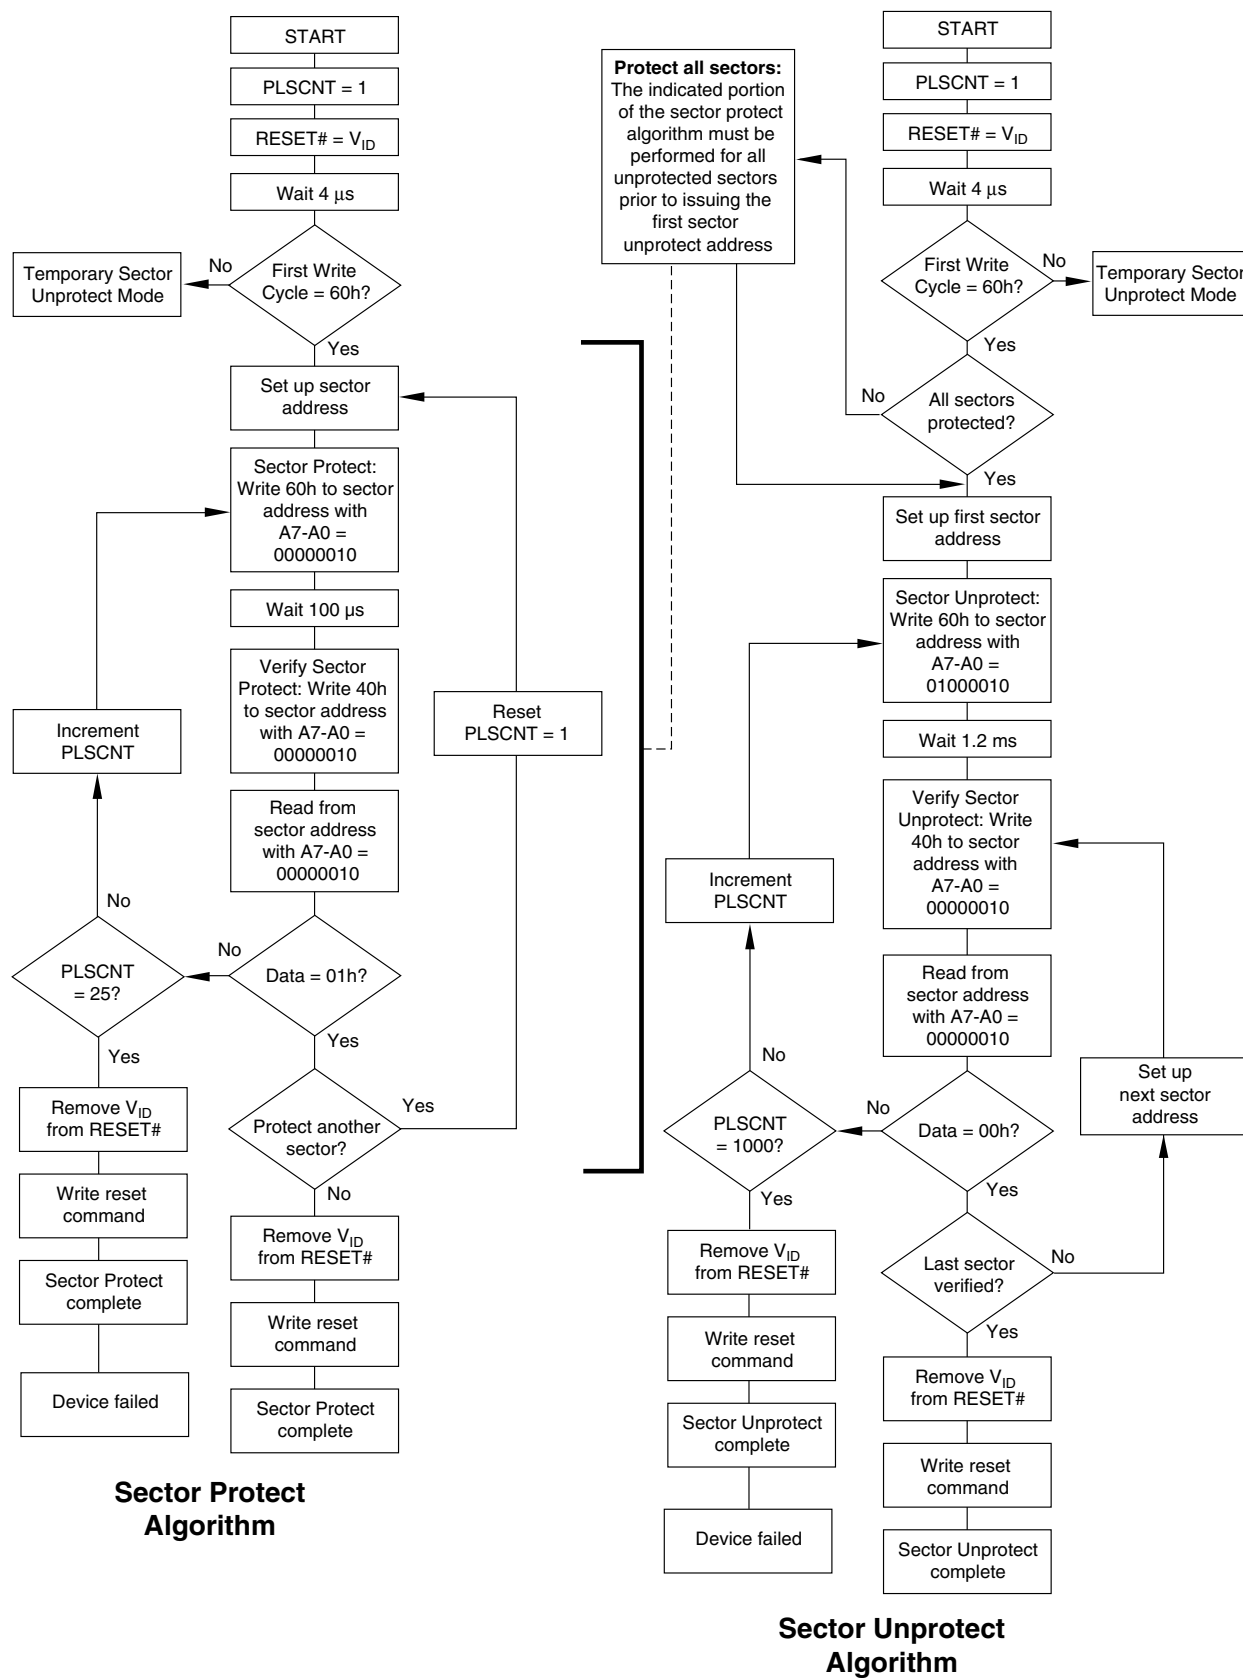 START
PLSCNT = 1
RESET# = VID
Wait 4 μs
First Write
Cycle = 60h?
No
Temporary Sector
Unprotect Mode
Yes
Set up sector
address
Sector Protect:
Write 60h to sector
address with
A7-A0 =
00000010
Wait 100 µs
Verify Sector
Protect: Write 40h
to sector address
with A7-A0 =
00000010
Increment
PLSCNT
Reset
PLSCNT = 1
Read from
sector address
with A7-A0 =
00000010
No
PLSCNT
= 25?
No
Data = 01h?
Yes
Yes
Remove VID
from RESET#
Protect another
sector?
Yes
Write reset
command
No
Remove VID
from RESET#
Sector Protect
complete
Write reset
command
Device failed
Sector Protect
complete
Sector Protect
Algorithm
Protect all sectors:
The indicated portion
of the sector protect
algorithm must be
performed for all
unprotected sectors
prior to issuing the
first sector
unprotect address
START
PLSCNT = 1
RESET# = VID
Wait 4 μs
First Write
Cycle = 60h?
No
Temporary Sector
Unprotect Mode
Yes
No
All sectors
protected?
Yes
Set up first sector
address
Sector Unprotect:
Write 60h to sector
address with
A7-A0 =
01000010
Wait 1.2 ms
Verify Sector
Unprotect: Write
40h to sector
address with
A7-A0 =
00000010
Increment
PLSCNT
Read from
sector address
with A7-A0 =
00000010
No
Set up
next sector
address
PLSCNT
= 1000?
No
Data = 00h?
Yes
Yes
Remove VID
from RESET#
Last sector
verified?
No
Write reset
command
Yes
Remove VID
from RESET#
Sector Unprotect
complete
Write reset
command
Device failed
Sector Unprotect
complete
Sector Unprotect
Algorithm